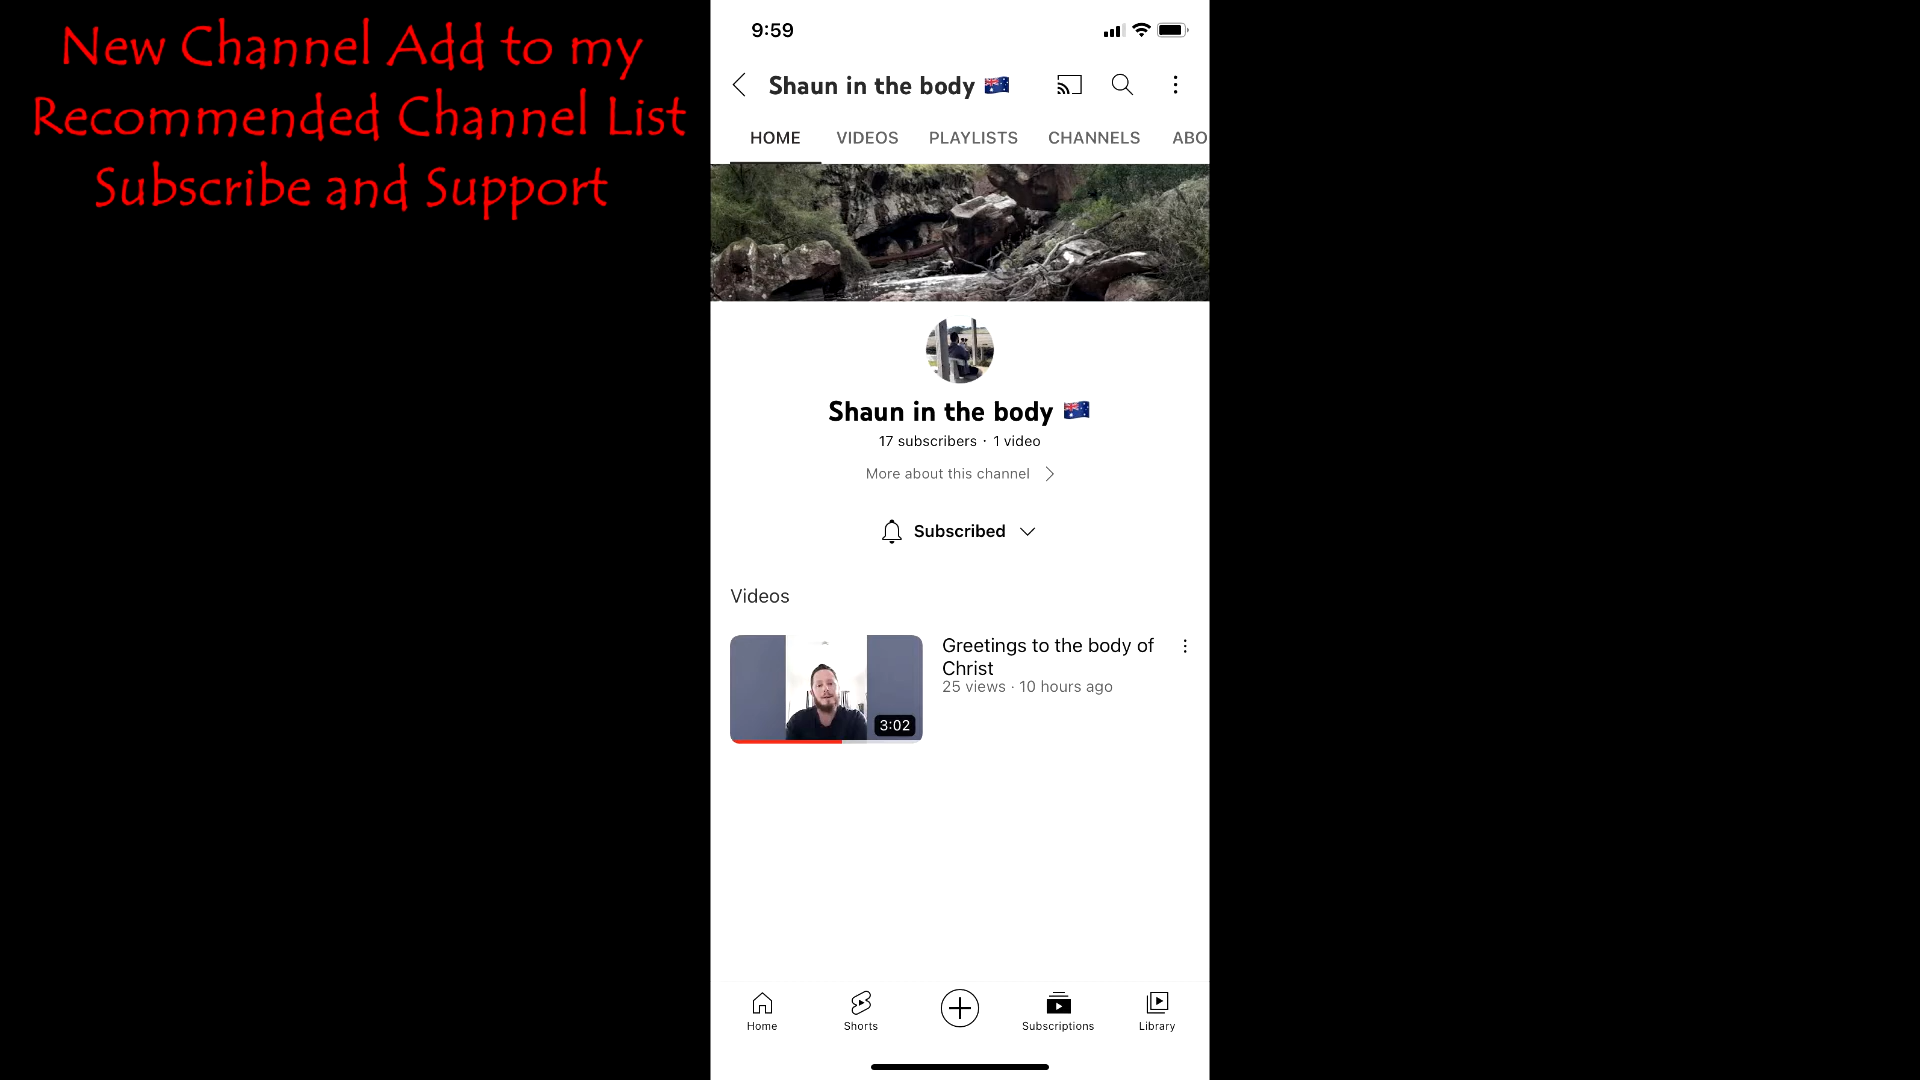 New Channel Add to my
Recommended Channel List
Subscribe and Support
9:59
Shaun in the body 🇦🇺
HOME VIDEOS PLAYLISTS CHANNELS ABO
Shaun in the body 🇦🇺
17 subscribers · 1 video
More about this channel
Subscribed
Videos
Greetings to the body of
Christ
25 views · 10 hours ago
3:02
Home Shorts Subscriptions Library